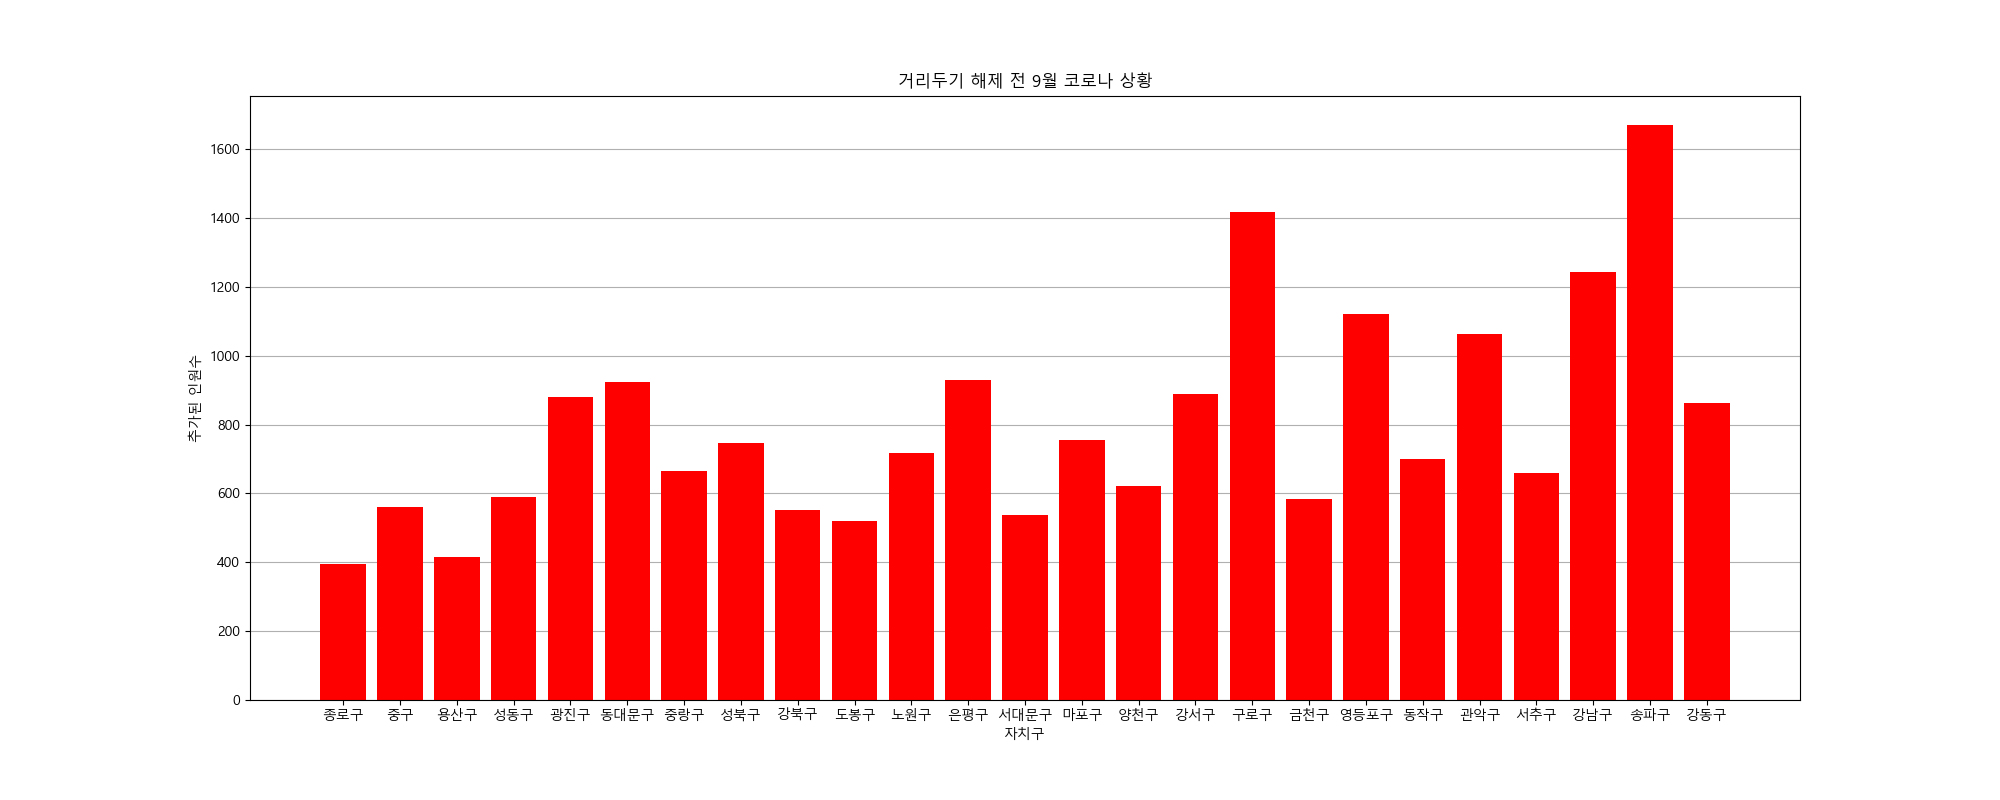 거리두기 해제 전 9월 코로나 상황
추가된 인원수
1600
1400
1200
1000
800
600
400
200
0
종로구 중구 용산구 성동구 광진구 동대문구 중랑구 성북구 강북구 도봉구 노원구 은평구 서대문구 마포구 양천구 강서구 구로구 금천구 영등포구 동작구 관악구 서추구 강남구 송파구 강동구
자치구